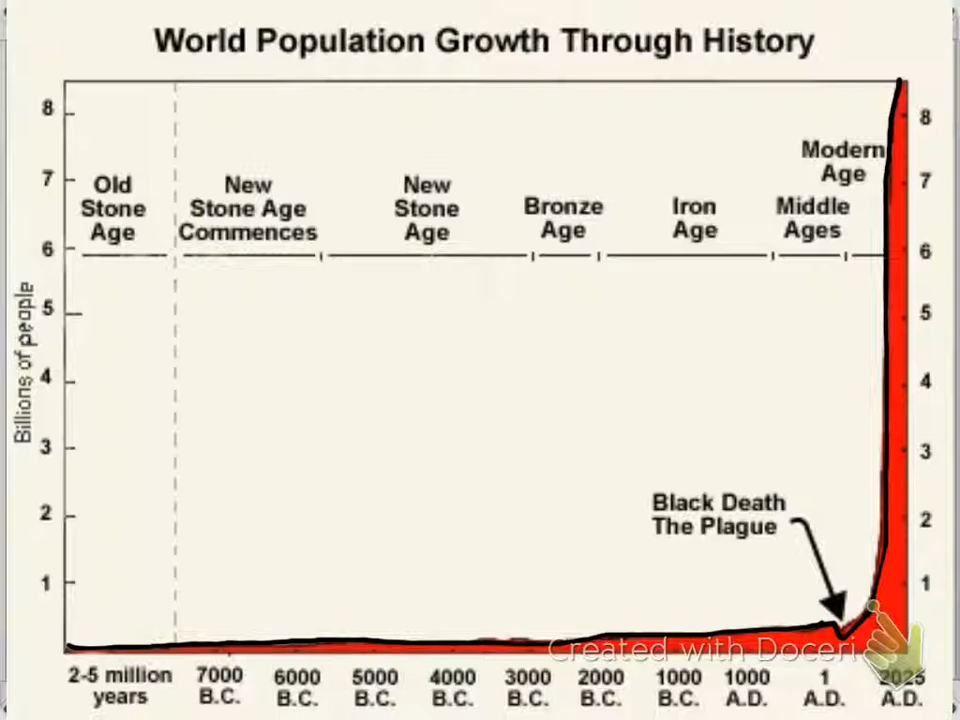 World Population Growth Through History
8
7
6
5
4
3
2
1
Billions of people
Old
Stone
Age
New
Stone Age
Commences
New
Stone
Age
Bronze
Age
Iron
Age
Middle
Ages
Modern
Age
Black Death
The Plague
8
7
6
5
4
3
2
1
Created with Doceri
2-5 million
years
7000
B.C.
6000
B.C.
5000
B.C.
4000
B.C.
3000
B.C.
2000
B.C.
1000
B.C.
1000
A.D.
1
A.D.
2025
A.D.